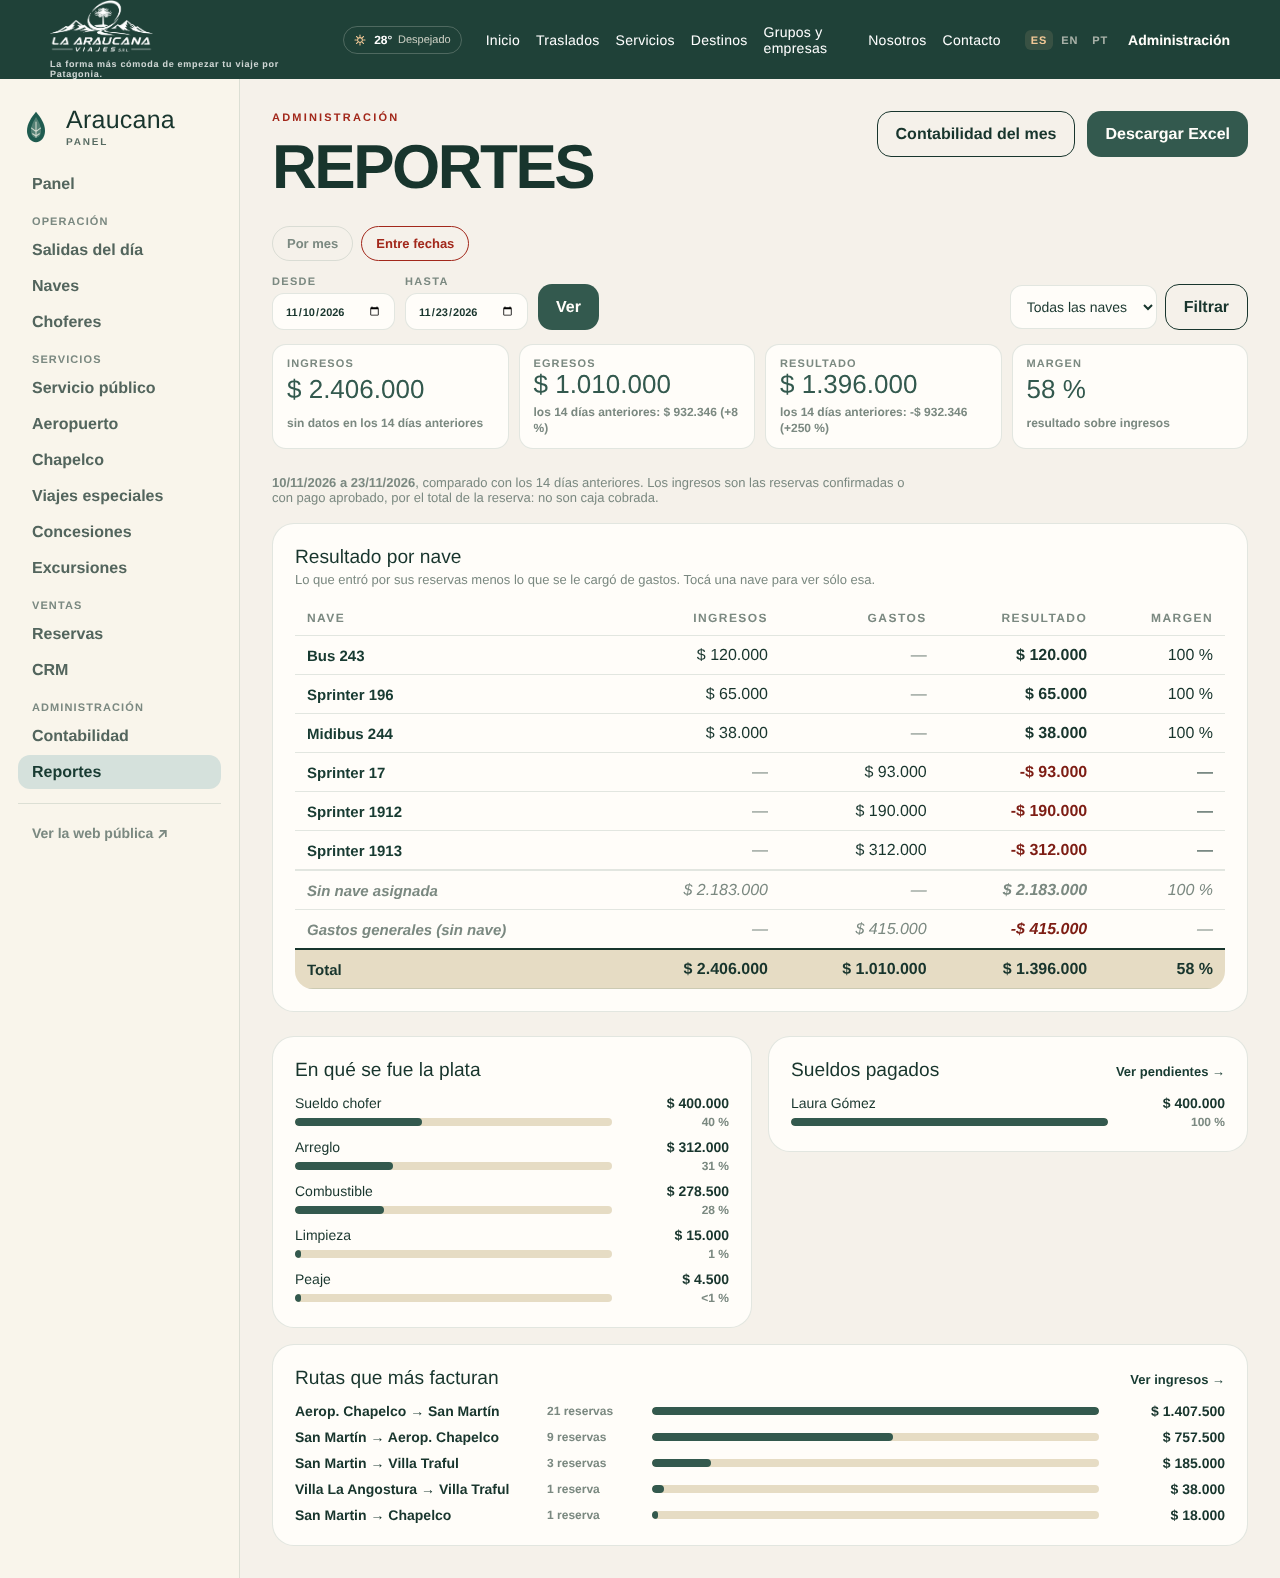 LA ARAUCANA
VIAJES
La forma más cómoda de empezar tu viaje por
Patagonia.
28° Despejado
Inicio
Traslados
Servicios
Destinos
Grupos y
empresas
Nosotros
Contacto
ES
EN
PT
Administración
Araucana
PANEL
Panel
OPERACIÓN
Salidas del día
Naves
Choferes
SERVICIOS
Servicio público
Aeropuerto
Chapelco
Viajes especiales
Concesiones
Excursiones
VENTAS
Reservas
CRM
ADMINISTRACIÓN
Contabilidad
Reportes
Ver la web pública ↗
ADMINISTRACIÓN
REPORTES
Contabilidad del mes
Descargar Excel
Por mes
Entre fechas
DESDE
HASTA
11/10/2026
11/23/2026
Ver
Todas las naves
Filtrar
INGRESOS
$ 2.406.000
sin datos en los 14 días anteriores
EGRESOS
$ 1.010.000
los 14 días anteriores: $ 932.346 (+8
%)
RESULTADO
$ 1.396.000
los 14 días anteriores: -$ 932.346
(+250 %)
MARGEN
58 %
resultado sobre ingresos
10/11/2026 a 23/11/2026, comparado con los 14 días anteriores. Los ingresos son las reservas confirmadas o
con pago aprobado, por el total de la reserva: no son caja cobrada.
Resultado por nave
Lo que entró por sus reservas menos lo que se le cargó de gastos. Tocá una nave para ver sólo esa.
NAVE INGRESOS GASTOS RESULTADO MARGEN
Bus 243 $ 120.000 — $ 120.000 100 %
Sprinter 196 $ 65.000 — $ 65.000 100 %
Midibus 244 $ 38.000 — $ 38.000 100 %
Sprinter 17 — $ 93.000 -$ 93.000 —
Sprinter 1912 — $ 190.000 -$ 190.000 —
Sprinter 1913 — $ 312.000 -$ 312.000 —
Sin nave asignada $ 2.183.000 — $ 2.183.000 100 %
Gastos generales (sin nave) — $ 415.000 -$ 415.000 —
Total $ 2.406.000 $ 1.010.000 $ 1.396.000 58 %
En qué se fue la plata
Sueldo chofer $ 400.000
40 %
Arreglo $ 312.000
31 %
Combustible $ 278.500
28 %
Limpieza $ 15.000
1 %
Peaje $ 4.500
<1 %
Sueldos pagados
Ver pendientes →
Laura Gómez $ 400.000
100 %
Rutas que más facturan
Ver ingresos →
Aerop. Chapelco → San Martín 21 reservas $ 1.407.500
San Martín → Aerop. Chapelco 9 reservas $ 757.500
San Martin → Villa Traful 3 reservas $ 185.000
Villa La Angostura → Villa Traful 1 reserva $ 38.000
San Martin → Chapelco 1 reserva $ 18.000